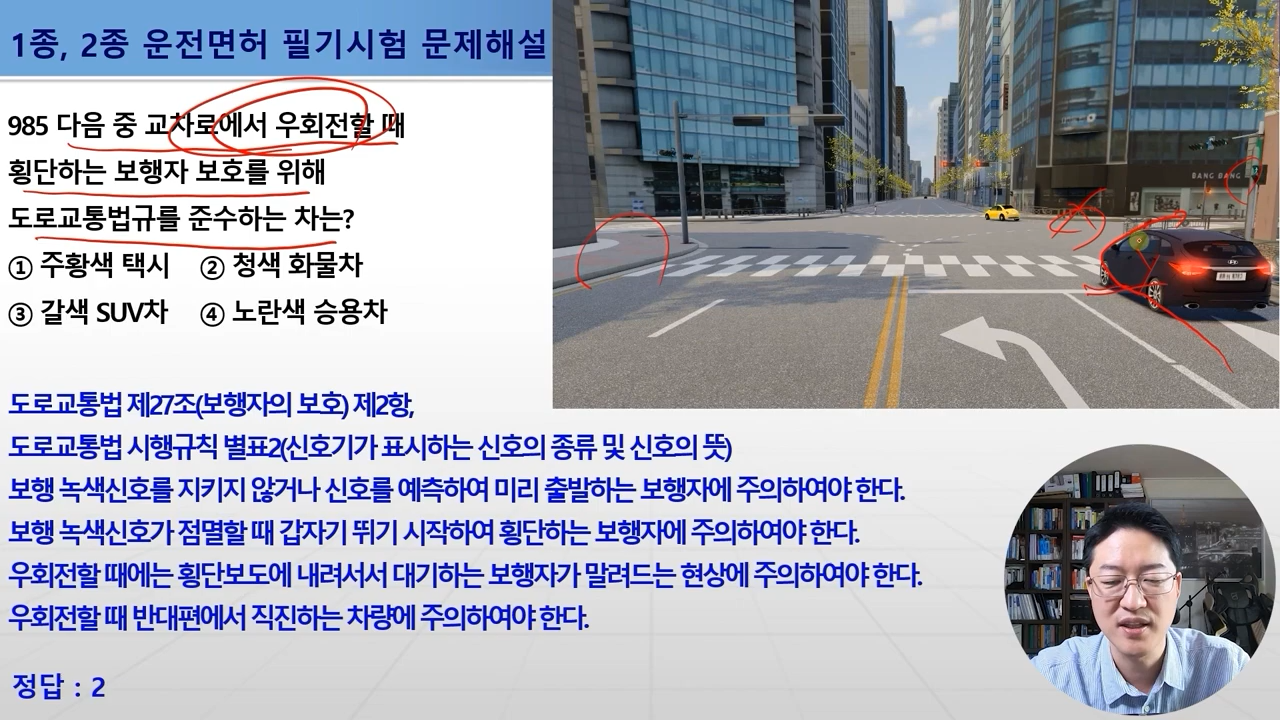 1종, 2종 운전면허 필기시험 문제해설
985 다음 중 교차로에서 우회전할 때
횡단하는 보행자 보호를 위해
도로교통법규를 준수하는 차는?
① 주황색 택시 ② 청색 화물차
③ 갈색 SUV차 ④ 노란색 승용차
BANG BANG
도로교통법 제27조(보행자의 보호) 제2항,
도로교통법 시행규칙 별표2(신호기가 표시하는 신호의 종류 및 신호의 뜻)
보행 녹색신호를 지키지 않거나 신호를 예측하여 미리 출발하는 보행자에 주의하여야 한다.
보행 녹색신호가 점멸할 때 갑자기 뛰기 시작하여 횡단하는 보행자에 주의하여야 한다.
우회전할 때에는 횡단보도에 내려서서 대기하는 보행자가 말려드는 현상에 주의하여야 한다.
우회전할 때 반대편에서 직진하는 차량에 주의하여야 한다.
정답 : 2